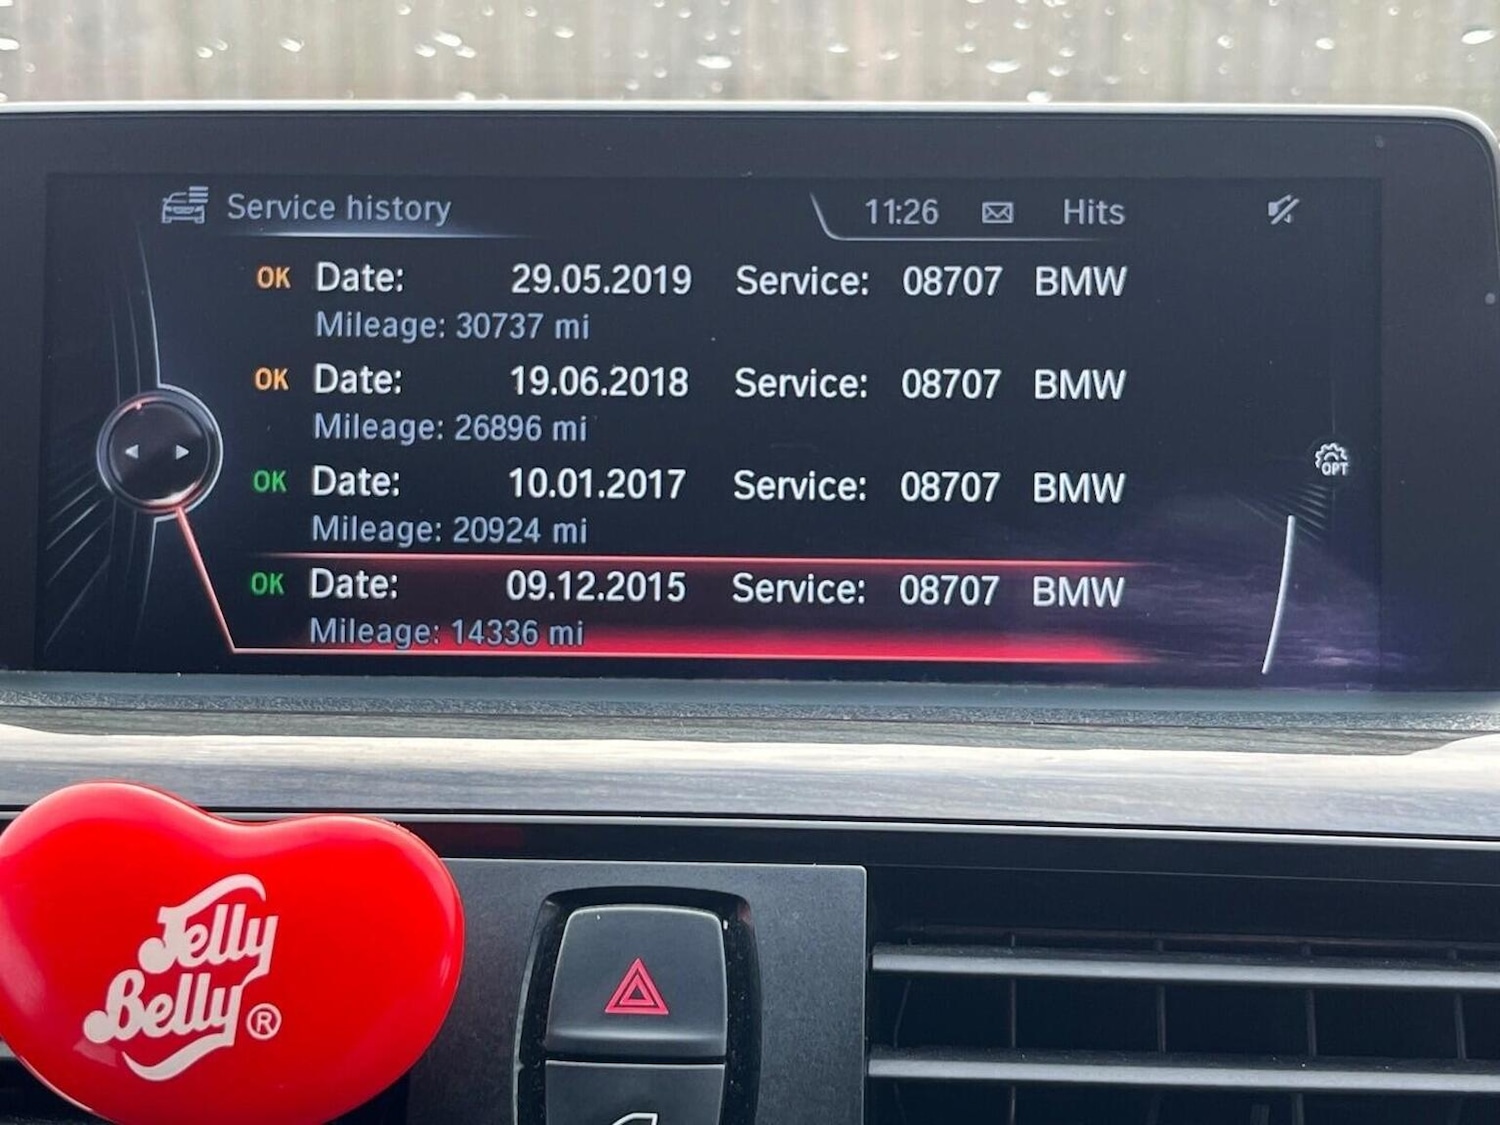 Service history 11:26 Hits
OK Date: 29.05.2019 Service: 08707 BMW
Mileage: 30737 mi
OK Date: 19.06.2018 Service: 08707 BMW
Mileage: 26896 mi
OK Date: 10.01.2017 Service: 08707 BMW
Mileage: 20924 mi
OK Date: 09.12.2015 Service: 08707 BMW
Mileage: 14336 mi
OPT
Jelly
Belly®